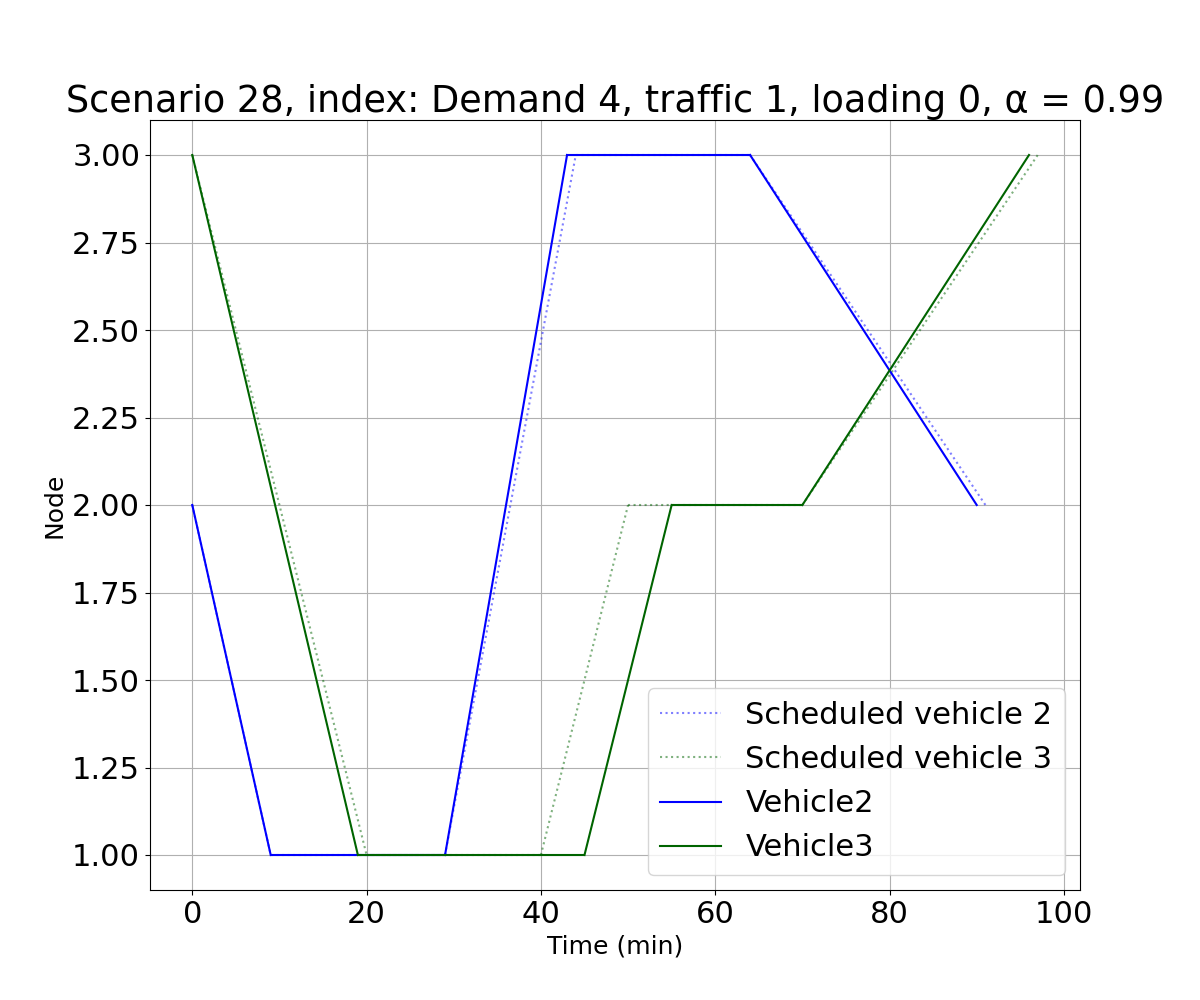 Scenario 28, index: Demand 4, traffic 1, loading 0, α = 0.99
3.00
2.75
2.50
2.25
2.00
1.75
1.50
1.25
1.00
Node
Scheduled vehicle 2
Scheduled vehicle 3
Vehicle2
Vehicle3
0 20 40 60 80 100
Time (min)